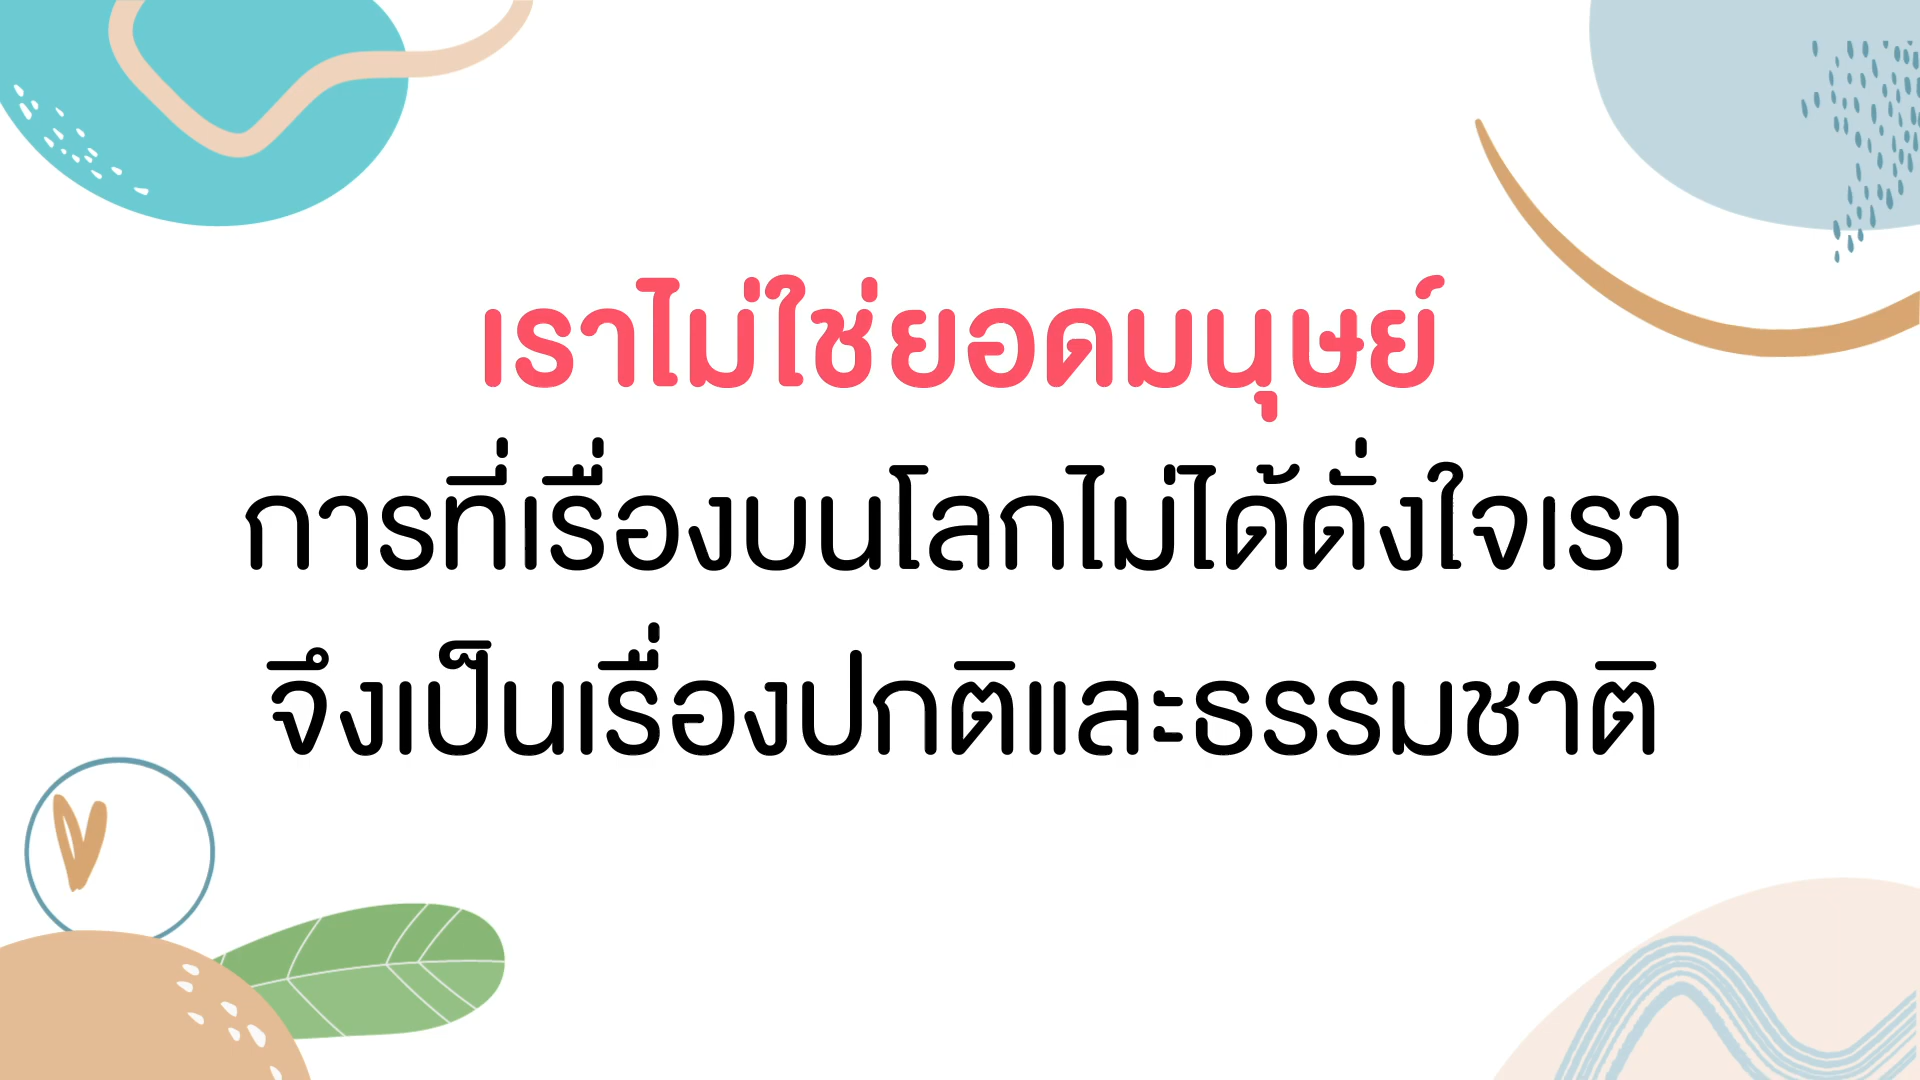 เราไม่ใช่ยอดมนุษย์
การที่เรื่องบนโลกไม่ได้ดั่งใจเรา
จึงเป็นเรื่องปกติและธรรมชาติ